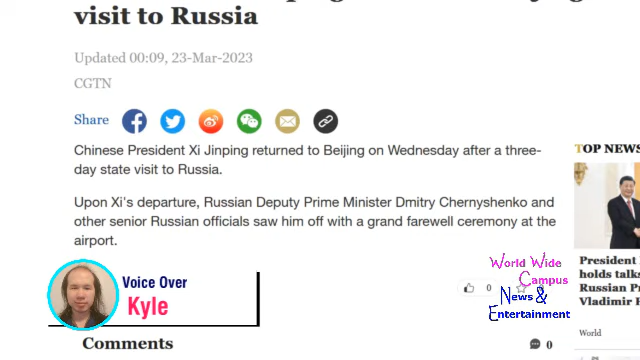 visit to Russia
Updated 00:09, 23-Mar-2023
CGTN
Share
Chinese President Xi Jinping returned to Beijing on Wednesday after a three-
day state visit to Russia.
Upon Xi's departure, Russian Deputy Prime Minister Dmitry Chernyshenko and
other senior Russian officials saw him off with a grand farewell ceremony at the
airport.
TOP NEWS
President
holds talks
Russian Pr
Vladimir
World
0
World Wide
Campus
News &
Entertainment
Voice Over
Kyle
Comments
0